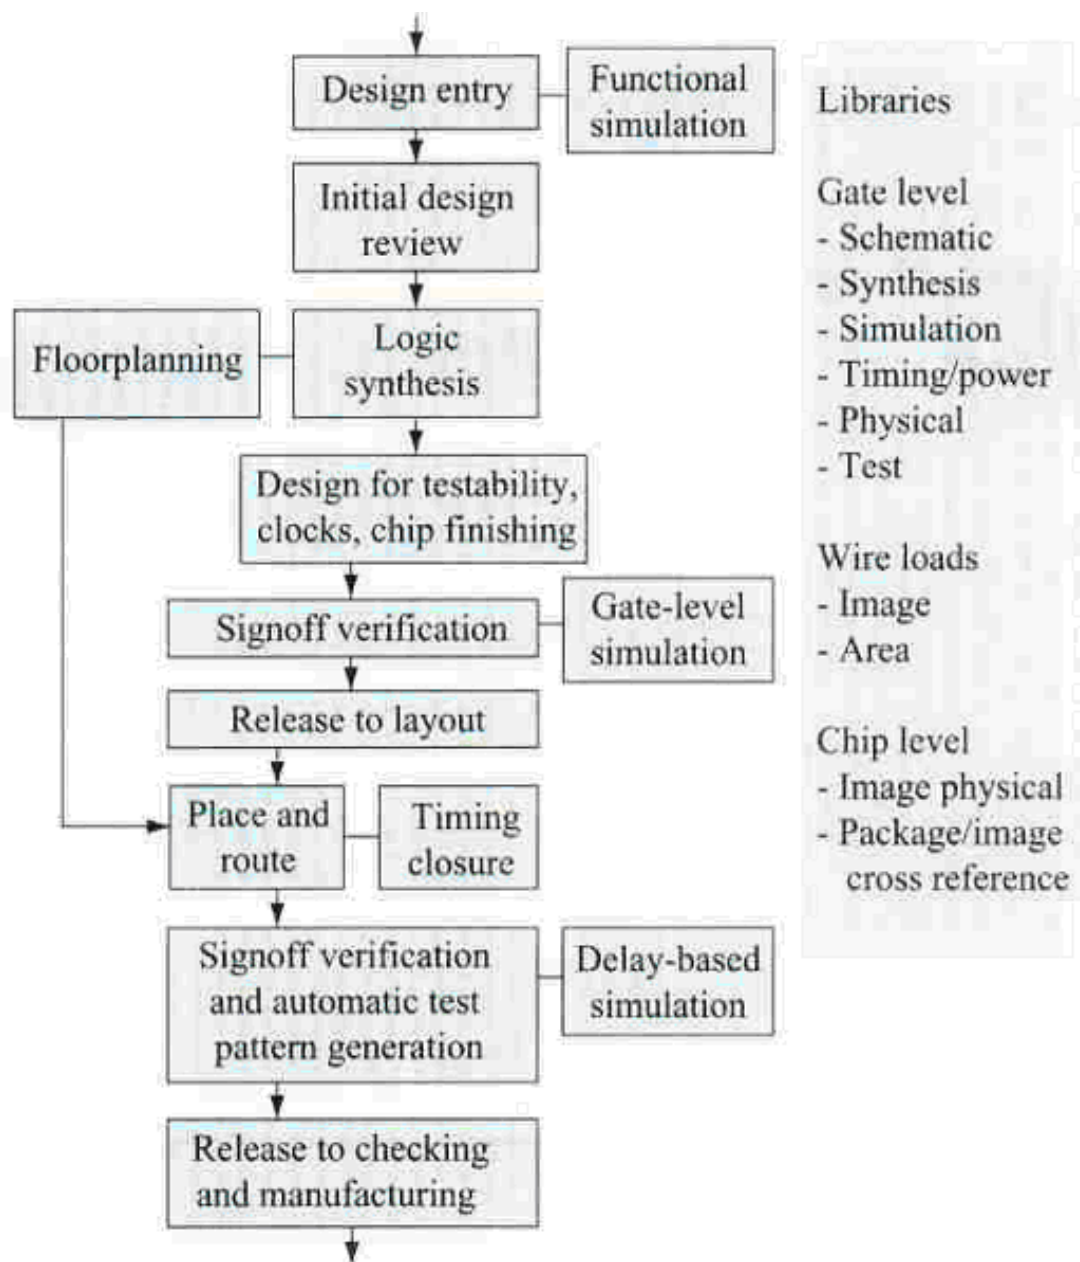 Design entry
Functional
simulation
Initial design
review
Floorplanning
Logic
synthesis
Design for testability,
clocks, chip finishing
Signoff verification
Gate-level
simulation
Release to layout
Place and
route
Timing
closure
Signoff verification
and automatic test
pattern generation
Delay-based
simulation
Release to checking
and manufacturing
Libraries
Gate level
- Schematic
- Synthesis
- Simulation
- Timing/power
- Physical
- Test
Wire loads
- Image
- Area
Chip level
- Image physical
- Package/image
cross reference